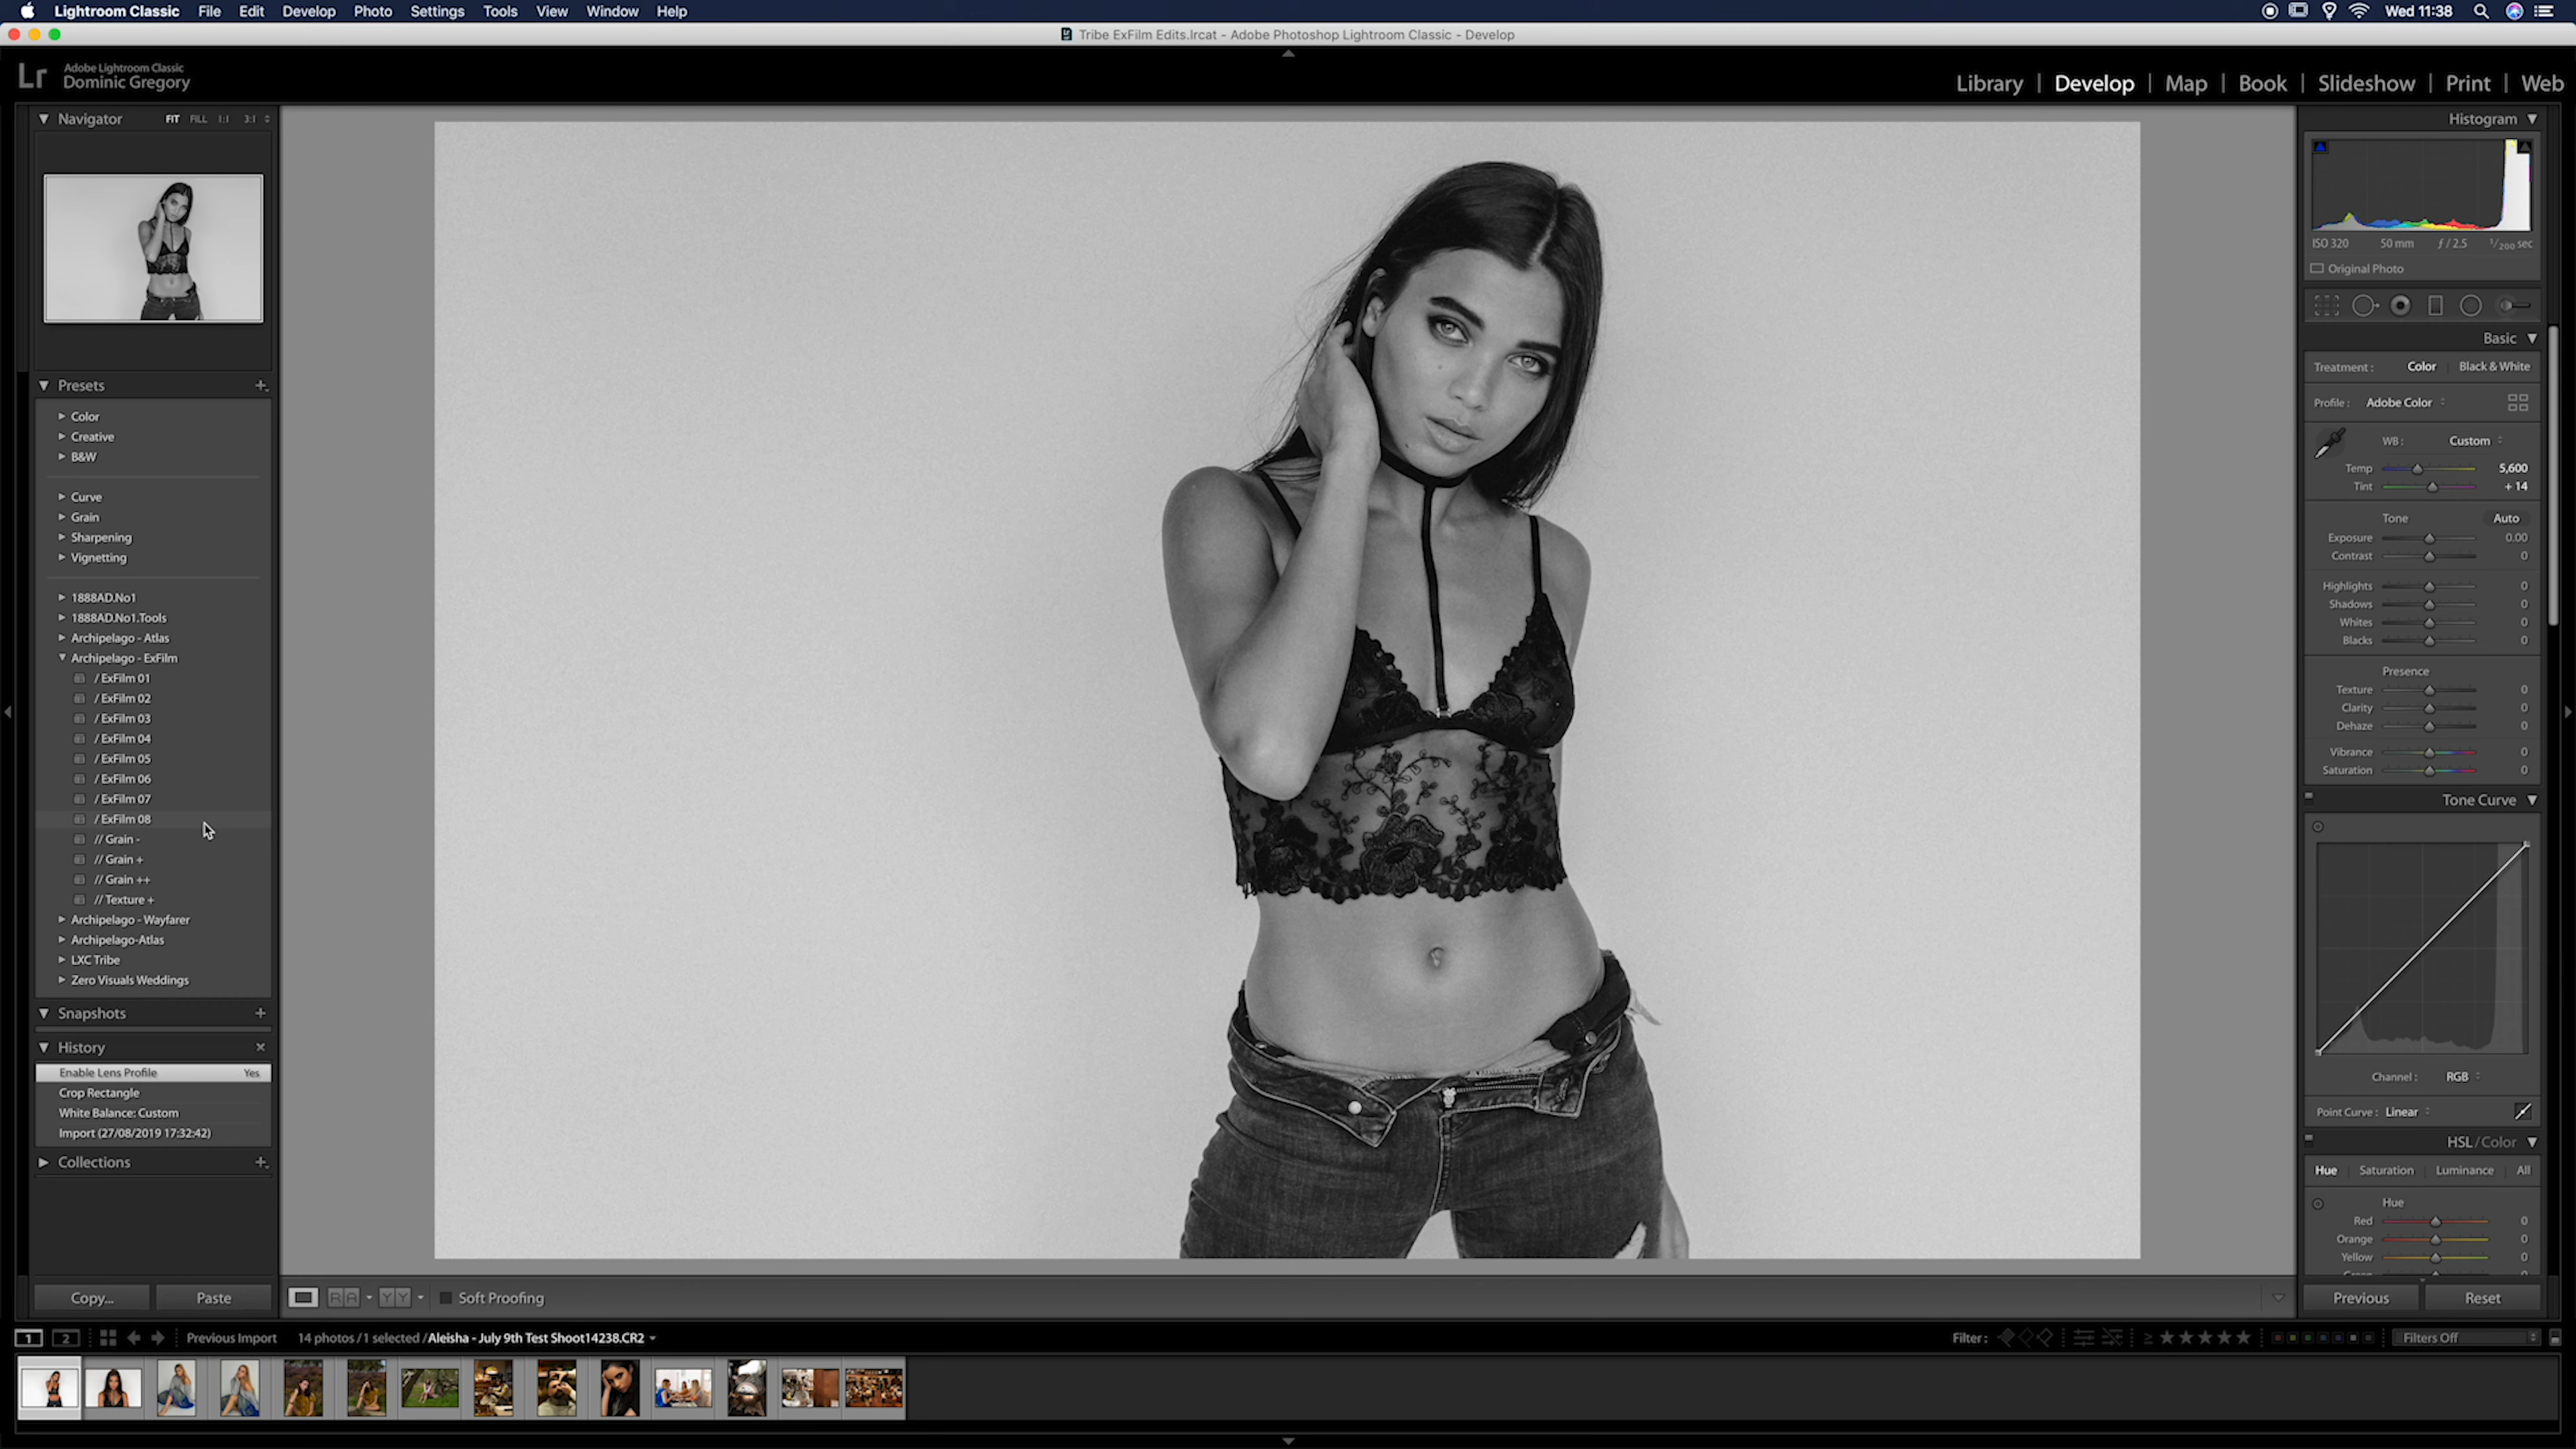 Lightroom Classic File Edit Develop Photo Settings Tools View Window Help Wed 11:38
Tribe ExFilm Edits.lrcat - Adobe Photoshop Lightroom Classic - Develop
Lr
Adobe Lightroom Classic
Dominic Gregory
Library | Develop | Map | Book | Slideshow | Print | Web
Navigator FIT FILL 1:1 3:1
Presets
Color
Creative
B&W
Curve
Grain
Sharpening
Vignetting
1888AD.No1
1888AD.No1.Tools
Archipelago - Atlas
Archipelago - ExFilm
/ ExFilm 01
/ ExFilm 02
/ ExFilm 03
/ ExFilm 04
/ ExFilm 05
/ ExFilm 06
/ ExFilm 07
/ ExFilm 08
// Grain -
// Grain +
// Grain ++
// Texture +
Archipelago - Wayfarer
Archipelago-Atlas
LXC Tribe
Zero Visuals Weddings
Snapshots
History
Enable Lens Profile Yes
Crop Rectangle
White Balance: Custom
Import (27/08/2019 17:32:42)
Collections
Copy... Paste
Soft Proofing
Histogram
ISO 320 50 mm ƒ / 2.5 1/200 sec
Original Photo
Basic
Treatment : Color Black & White
Profile : Adobe Color
WB : Custom
Temp 5,600
Tint + 14
Tone Auto
Exposure 0.00
Contrast 0
Highlights 0
Shadows 0
Whites 0
Blacks 0
Presence
Texture 0
Clarity 0
Dehaze 0
Vibrance 0
Saturation 0
Tone Curve
Channel : RGB
Point Curve : Linear
HSL / Color
Hue Saturation Luminance All
Hue
Red 0
Orange 0
Yellow 0
Previous Reset
1 2 Previous Import 14 photos / 1 selected / Aleisha - July 9th Test Shoot14238.CR2
Filter : ≥ ★★★★★ Filters Off